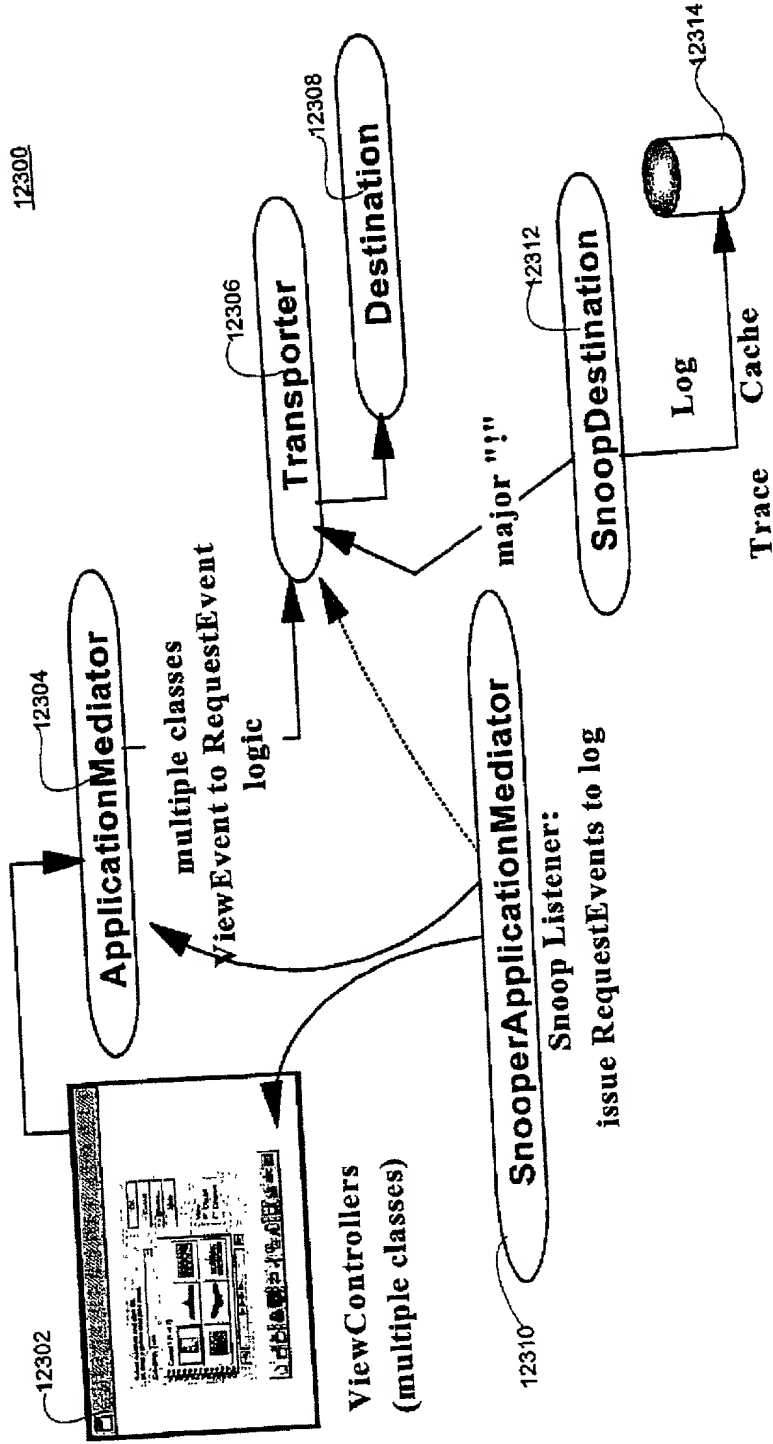 12300
12302
ViewControllers
(multiple classes)
12304
ApplicationMediator
multiple classes
ViewEvent to RequestEvent
logic
12306
Transporter
12308
Destination
12310
SnooperApplicationMediator
Snoop Listener:
issue RequestEvents to log
major "!"
12312
SnoopDestination
Log
Trace Cache
12314